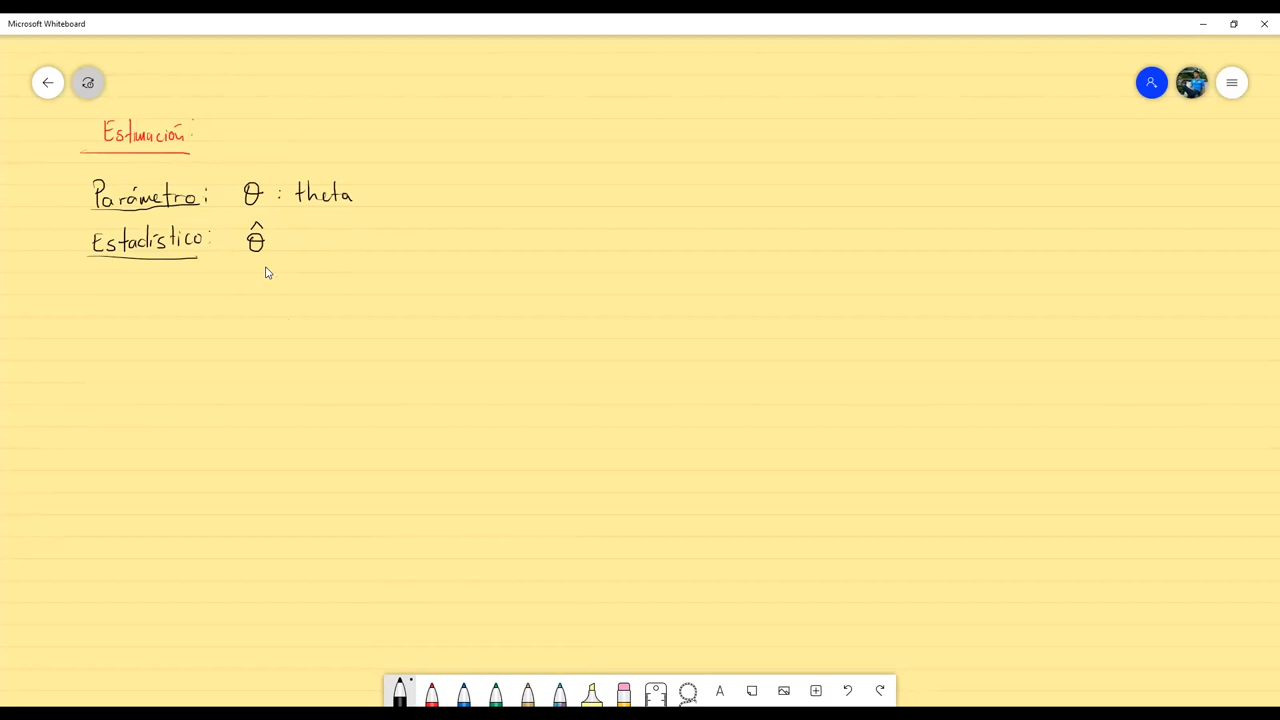 Microsoft Whiteboard
Estimación:
Parámetro: θ : theta
Estadístico: θ̂
A